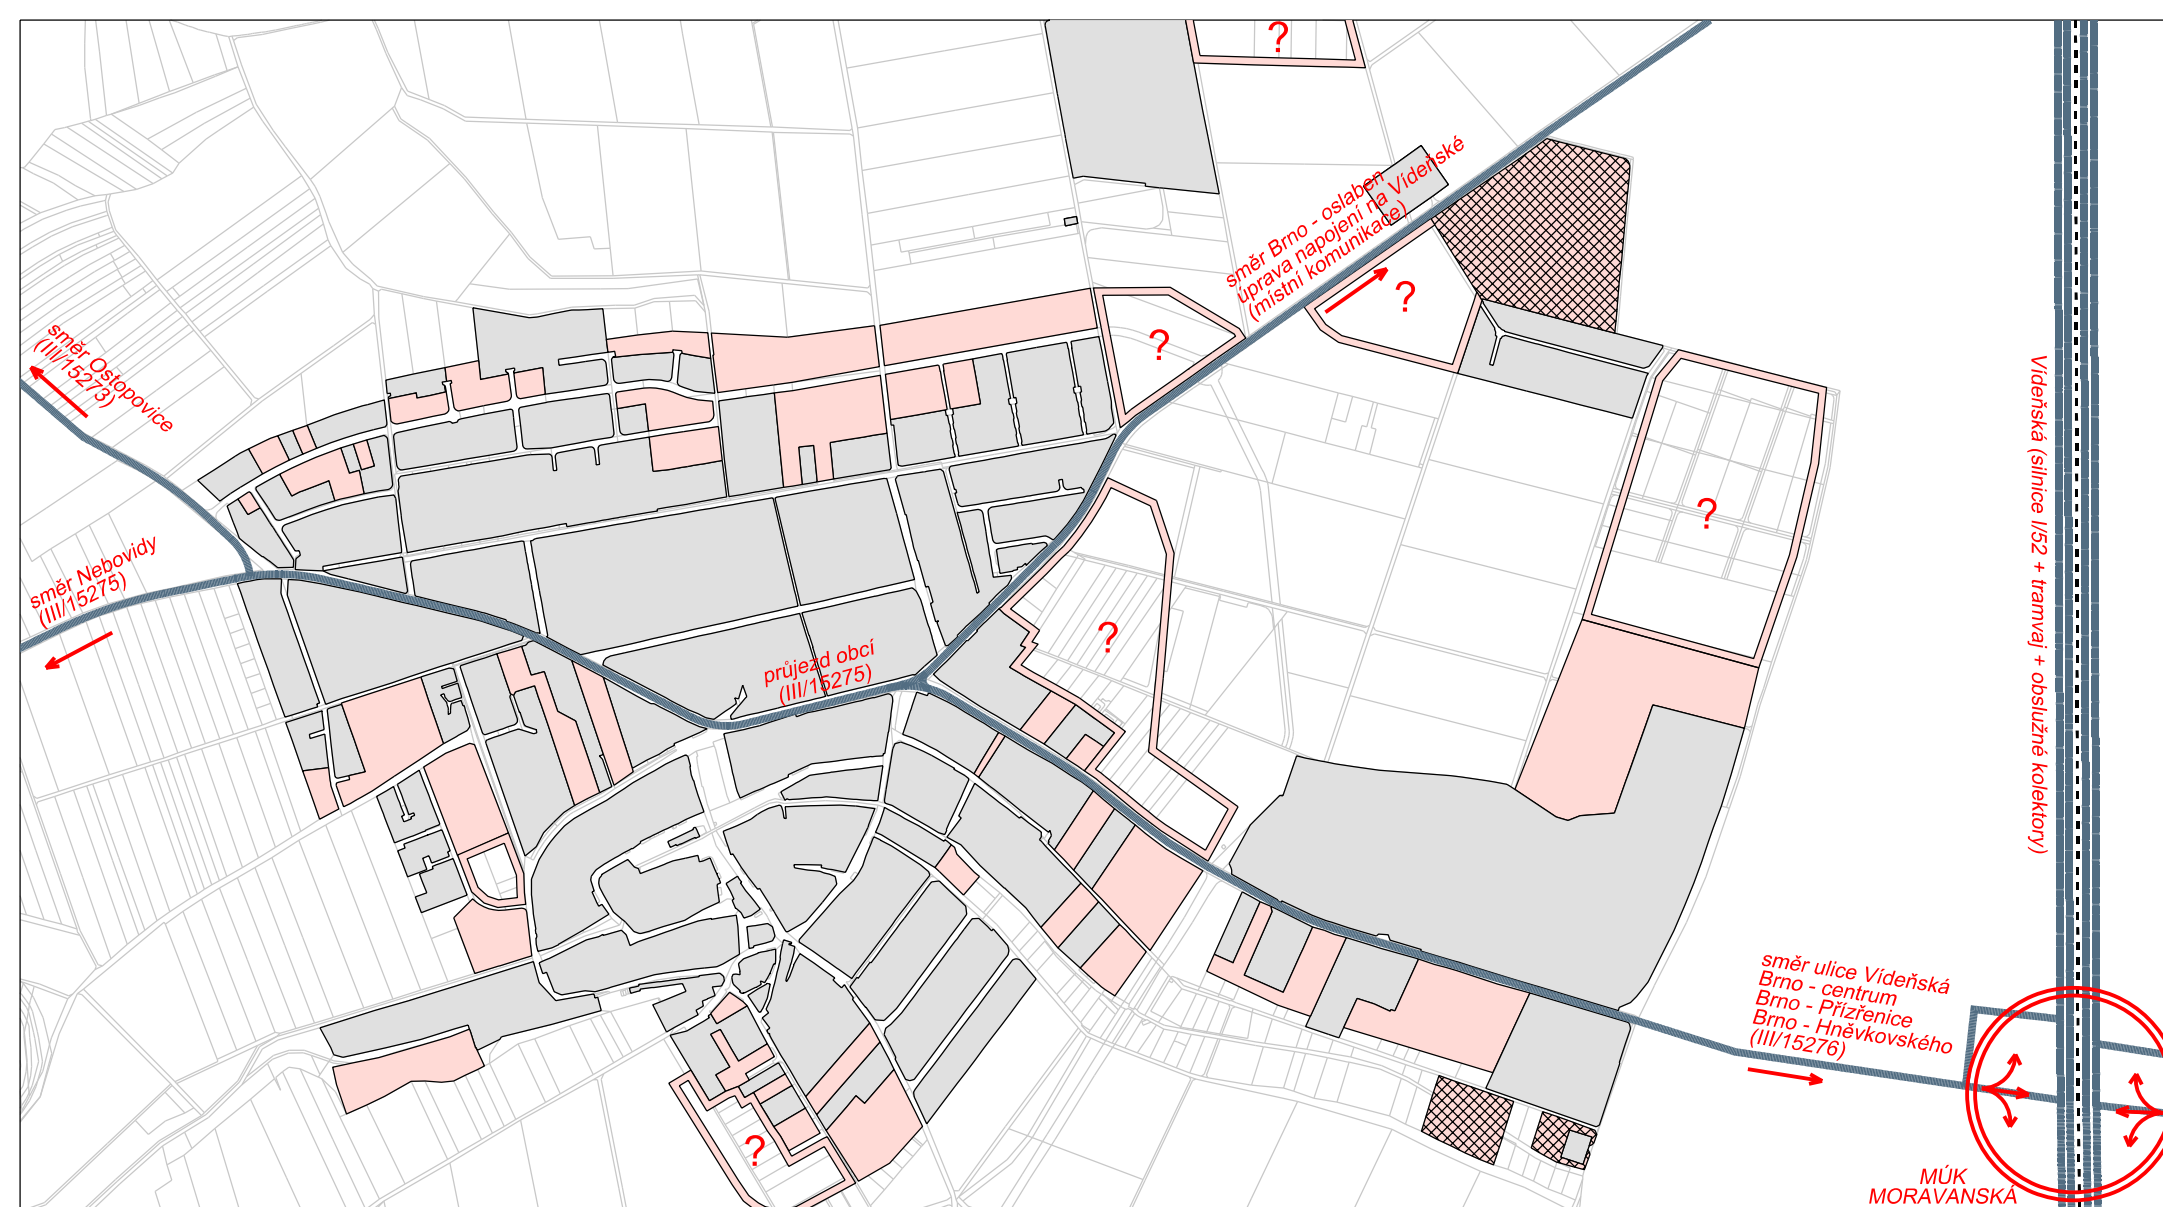 ?
směr Brno - oslaben
úprava napojení na Vídeňské
(místní komunikace)
?
?
směr Ostopovice
(III/15273)
Vídeňská (silnice I/52 + tramvaj + obslužné kolektory)
?
směr Nebovidy
(III/15275)
?
průjezd obcí
(III/15275)
směr ulice Vídeňská
Brno - centrum
Brno - Přízřenice
Brno - Hněvkovského
(III/15276)
?
MÚK
MORAVANSKÁ